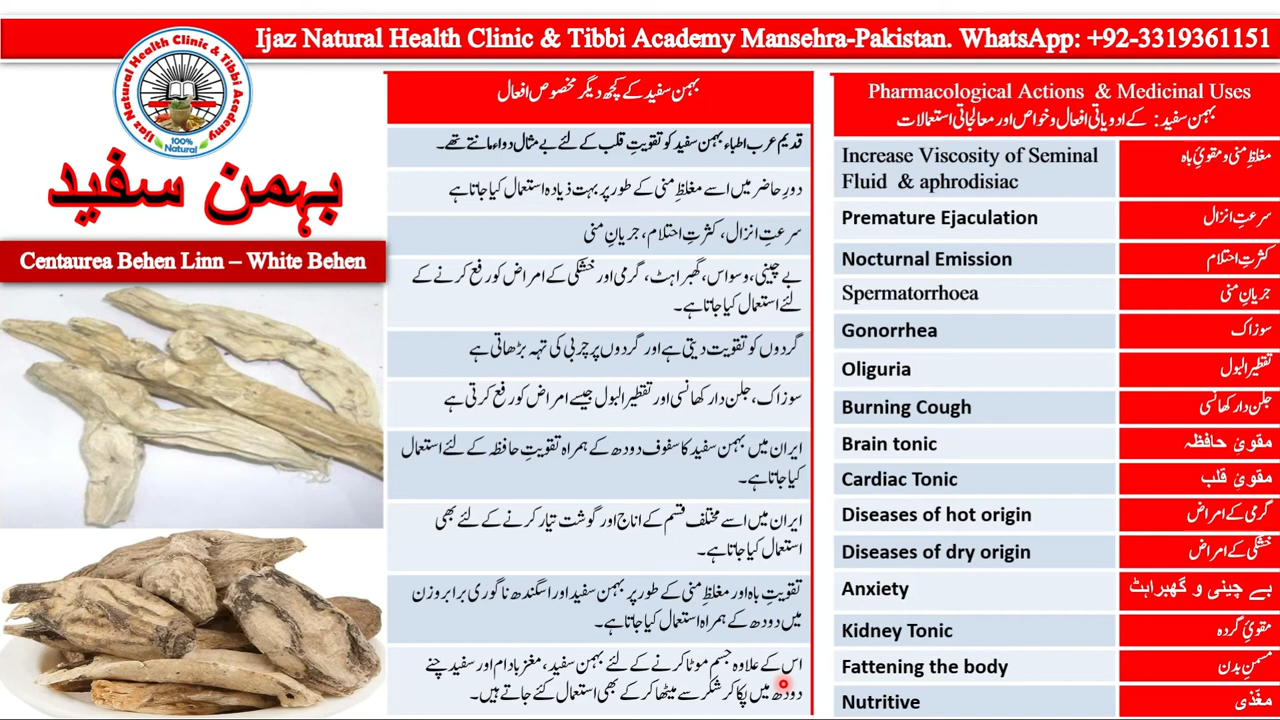 Ijaz Natural Health Clinic & Tibbi Academy Mansehra-Pakistan. WhatsApp: +92-3319361151
Ijaz Natural Health Clinic & Tibbi Academy
100%
Natural
بہمن سفید
Centaurea Behen Linn – White Behen
بہمن سفید کے کچھ دیگر مخصوص افعال
قدیم عرب اطباء بہمن سفید کو تقویتِ قلب کے لئے بے مثال دوا مانتے تھے۔
دورِ حاضر میں اسے مغلظِ منی کے طور پر بہت ذیادہ استعمال کیا جاتا ہے
سرعتِ انزال، کثرتِ احتلام، جریانِ منی
بے چینی، وسواس، گھبراہٹ، گرمی اور خشکی کے امراض کو رفع کرنے کے
لئے استعمال کیا جاتا ہے۔
گردوں کو تقویت دیتی ہے اور گردوں پر چربی کی تہہ بڑھاتی ہے
سوزاک، جلن دار کھانسی اور تقطیر البول جیسے امراض کو رفع کرتی ہے
ایران میں بہمن سفید کا سفوف دودھ کے ہمراہ تقویتِ حافظہ کے لئے استعمال
کیا جاتا ہے۔
ایران میں اسے مختلف قسم کے اناج اور گوشت تیار کرنے کے لئے بھی
استعمال کیا جاتا ہے۔
تقویتِ باہ اور مغلظِ منی کے طور پر بہمن سفید اور اسگندھ ناگوری برابر وزن
میں دودھ کے ہمراہ استعمال کیا جاتا ہے۔
اس کے علاوہ جسم موٹا کرنے کے لئے بہمن سفید، مغز بادام اور سفید چنے
دودھ میں پکا کر شکر سے میٹھا کر کے بھی استعمال کئے جاتے ہیں۔
Pharmacological Actions & Medicinal Uses
بہمن سفید: کے ادویاتی افعال و خواص اور معالجاتی استعمالات
Increase Viscosity of Seminal
Fluid & aphrodisiac
مغلظِ منی و مقویِ باہ
Premature Ejaculation
سرعتِ انزال
Nocturnal Emission
کثرتِ احتلام
Spermatorrhoea
جریانِ منی
Gonorrhea
سوزاک
Oliguria
تقطیر البول
Burning Cough
جلن دار کھانسی
Brain tonic
مقویِ حافظہ
Cardiac Tonic
مقویِ قلب
Diseases of hot origin
گرمی کے امراض
Diseases of dry origin
خشکی کے امراض
Anxiety
بے چینی و گھبراہٹ
Kidney Tonic
مقویِ گردہ
Fattening the body
مسمنِ بدن
Nutritive
مغّذی